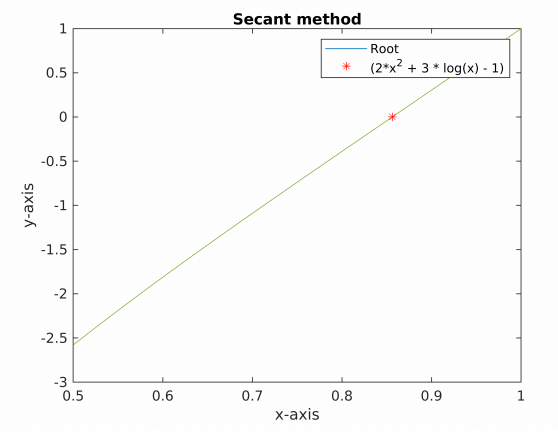 Secant method
Root
(2*x^2 + 3 * log(x) - 1)
1
0.5
0
-0.5
-1
-1.5
-2
-2.5
-3
y-axis
0.5 0.6 0.7 0.8 0.9 1
x-axis